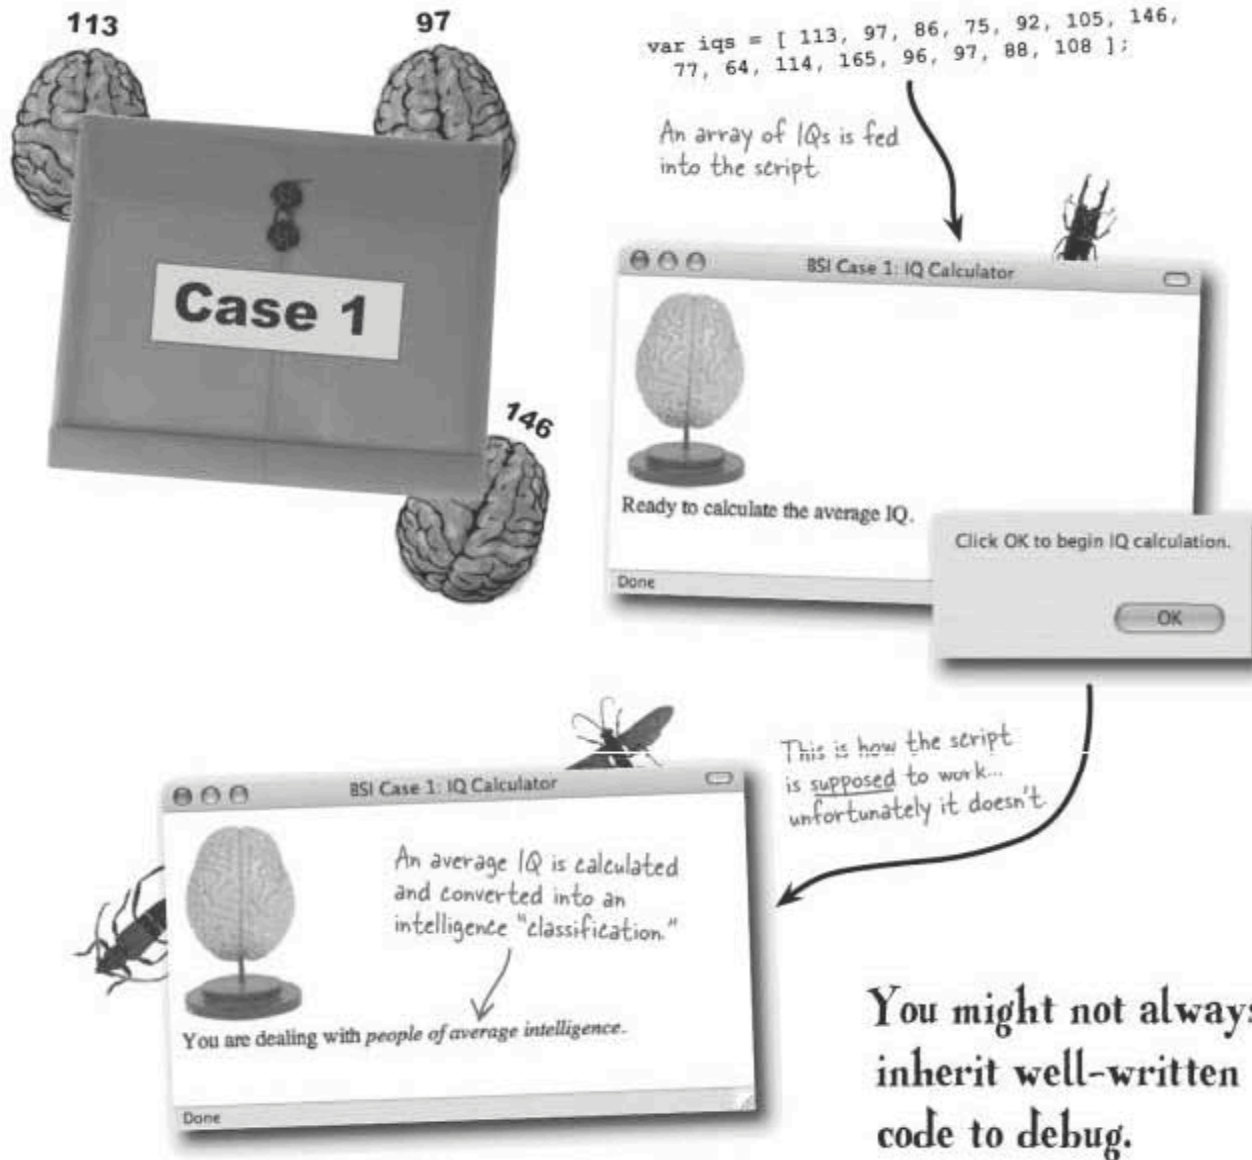 113
97
var iqs = [ 113, 97, 86, 75, 92, 105, 146,
77, 64, 114, 165, 96, 97, 88, 108 ];
An array of IQs is fed
into the script.
Case 1
146
BSI Case 1: IQ Calculator
Ready to calculate the average IQ.
Done
Click OK to begin IQ calculation.
OK
This is how the script
is supposed to work...
unfortunately it doesn't.
BSI Case 1: IQ Calculator
An average IQ is calculated
and converted into an
intelligence "classification."
You are dealing with people of average intelligence.
Done
You might not always
inherit well-written
code to debug.